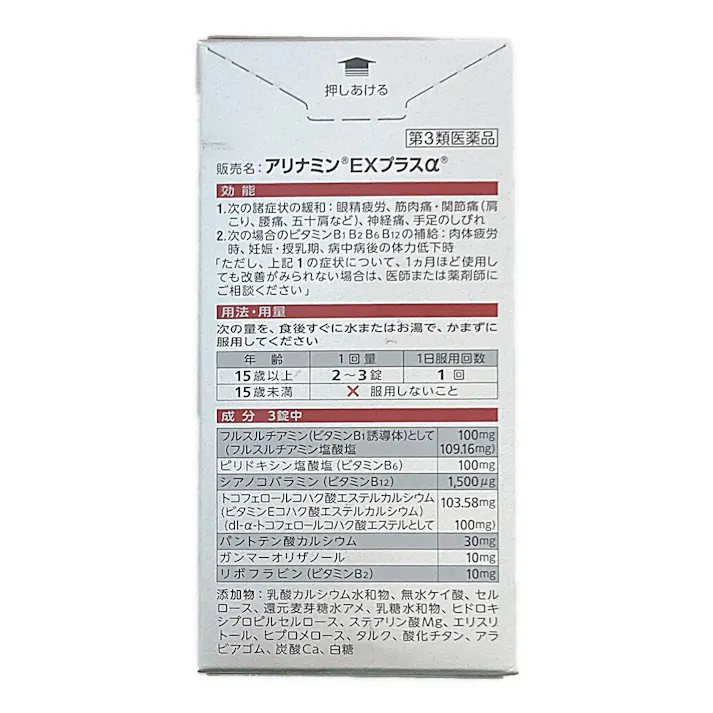 押しあける
第3類医薬品
販売名：アリナミン®EXプラスα®
効能
1.次の諸症状の緩和：眼精疲労、筋肉痛・関節痛（肩
こり、腰痛、五十肩など）、神経痛、手足のしびれ
2.次の場合のビタミンB1 B2 B6 B12の補給：肉体疲労
時、妊娠・授乳期、病中病後の体力低下時
「ただし、上記1の症状について、1ヵ月ほど使用し
ても改善がみられない場合は、医師または薬剤師に
ご相談ください」
用法・用量
次の量を、食後すぐに水またはお湯で、かまずに
服用してください
年齢 1回量 1日服用回数
15歳以上 2～3錠 1回
15歳未満 × 服用しないこと
成分 3錠中
フルスルチアミン（ビタミンB1誘導体）として 100mg
（フルスルチアミン塩酸塩 109.16mg）
ピリドキシン塩酸塩（ビタミンB6） 100mg
シアノコバラミン（ビタミンB12） 1,500μg
トコフェロールコハク酸エステルカルシウム 103.58mg
（ビタミンEコハク酸エステルカルシウム）
（dl-α-トコフェロールコハク酸エステルとして 100mg）
パントテン酸カルシウム 30mg
ガンマーオリザノール 10mg
リボフラビン（ビタミンB2） 10mg
添加物：乳酸カルシウム水和物、無水ケイ酸、セル
ロース、還元麦芽糖水アメ、乳糖水和物、ヒドロキ
シプロピルセルロース、ステアリン酸Mg、エリスリ
トール、ヒプロメロース、タルク、酸化チタン、アラ
ビアゴム、炭酸Ca、白糖